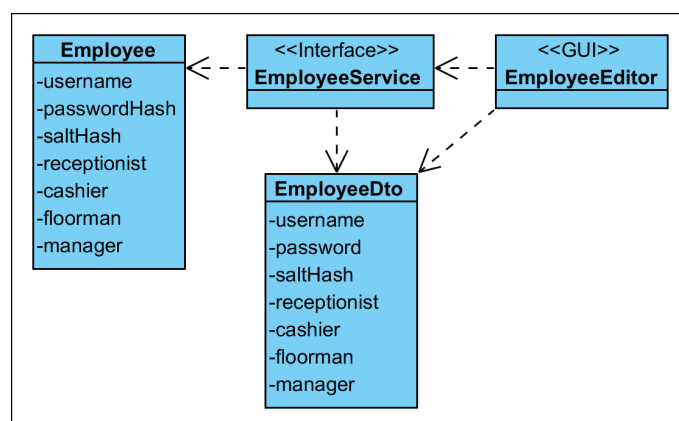 Employee
-username
-passwordHash
-saltHash
-receptionist
-cashier
-floorman
-manager
<<Interface>>
EmployeeService
<<GUI>>
EmployeeEditor
EmployeeDto
-username
-password
-saltHash
-receptionist
-cashier
-floorman
-manager